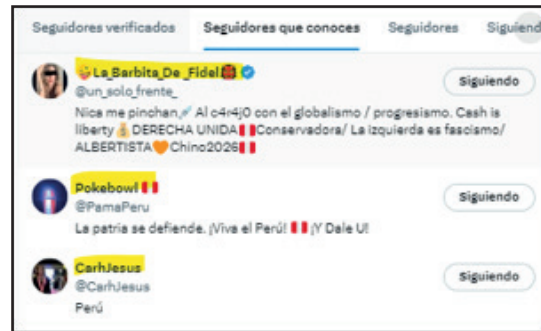 Seguidores verificados Seguidores que conoces Seguidores Siguiend
🤪La_Barbita_De_Fidel👹
Siguiendo
@un_solo_frente_
Nica me pinchan,💉 Al c4r4j0 con el globalismo / progresismo. Cash is
liberty💰DERECHA UNIDA🇵🇪Conservadora/ La izquierda es fascismo/
ALBERTISTA🧡Chino2026🇵🇪
Pokebowl 🇵🇪
Siguiendo
@PamaPeru
La patria se defiende. ¡Viva el Perú! 🇵🇪 ¡Y Dale U!
CarhJesus
Siguiendo
@CarhJesus
Perú